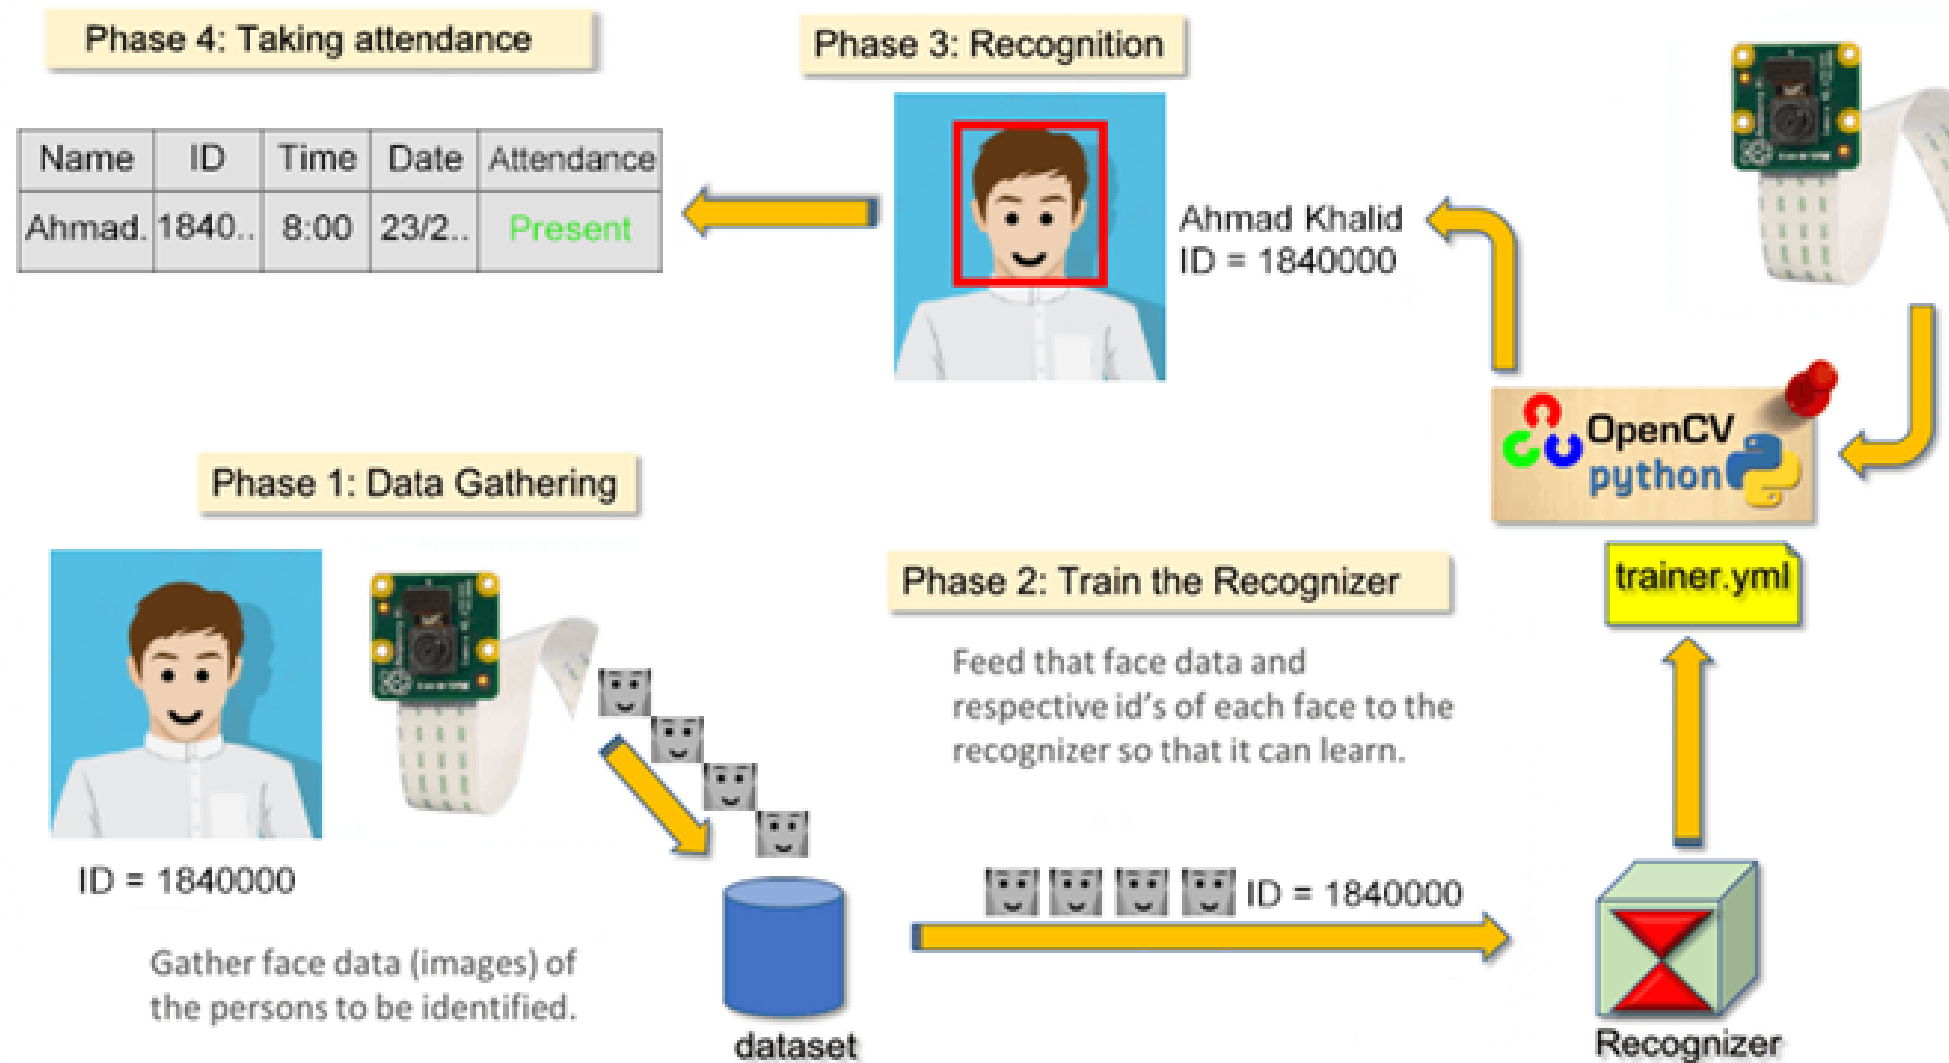 Phase 4: Taking attendance
Name ID Time Date Attendance
Ahmad. 1840.. 8:00 23/2.. Present
Phase 3: Recognition
Ahmad Khalid
ID = 1840000
OpenCV
python
trainer.yml
Phase 1: Data Gathering
ID = 1840000
Gather face data (images) of
the persons to be identified.
dataset
Phase 2: Train the Recognizer
Feed that face data and
respective id's of each face to the
recognizer so that it can learn.
ID = 1840000
Recognizer